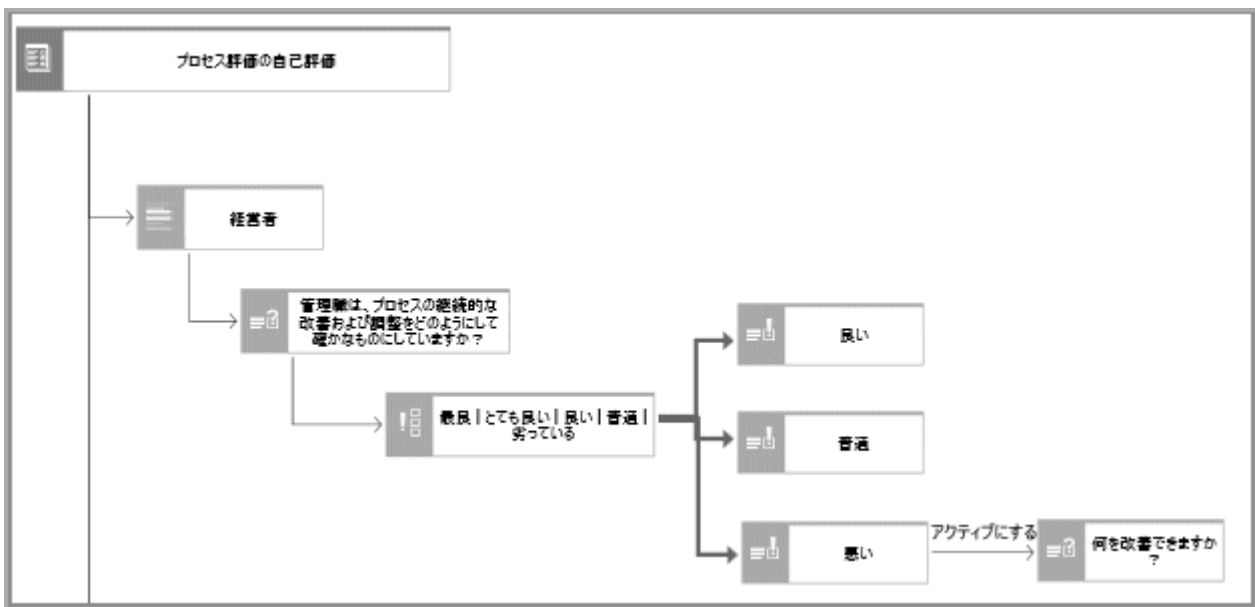 プロセス評価の自己評価
経営者
管理職は、プロセスの継続的な
改善および調整をどのようにして
確かなものにしていますか？
最良 | とても良い | 良い | 普通 |
劣っている
良い
普通
悪い
アクティブにする
何を改善できますか
？